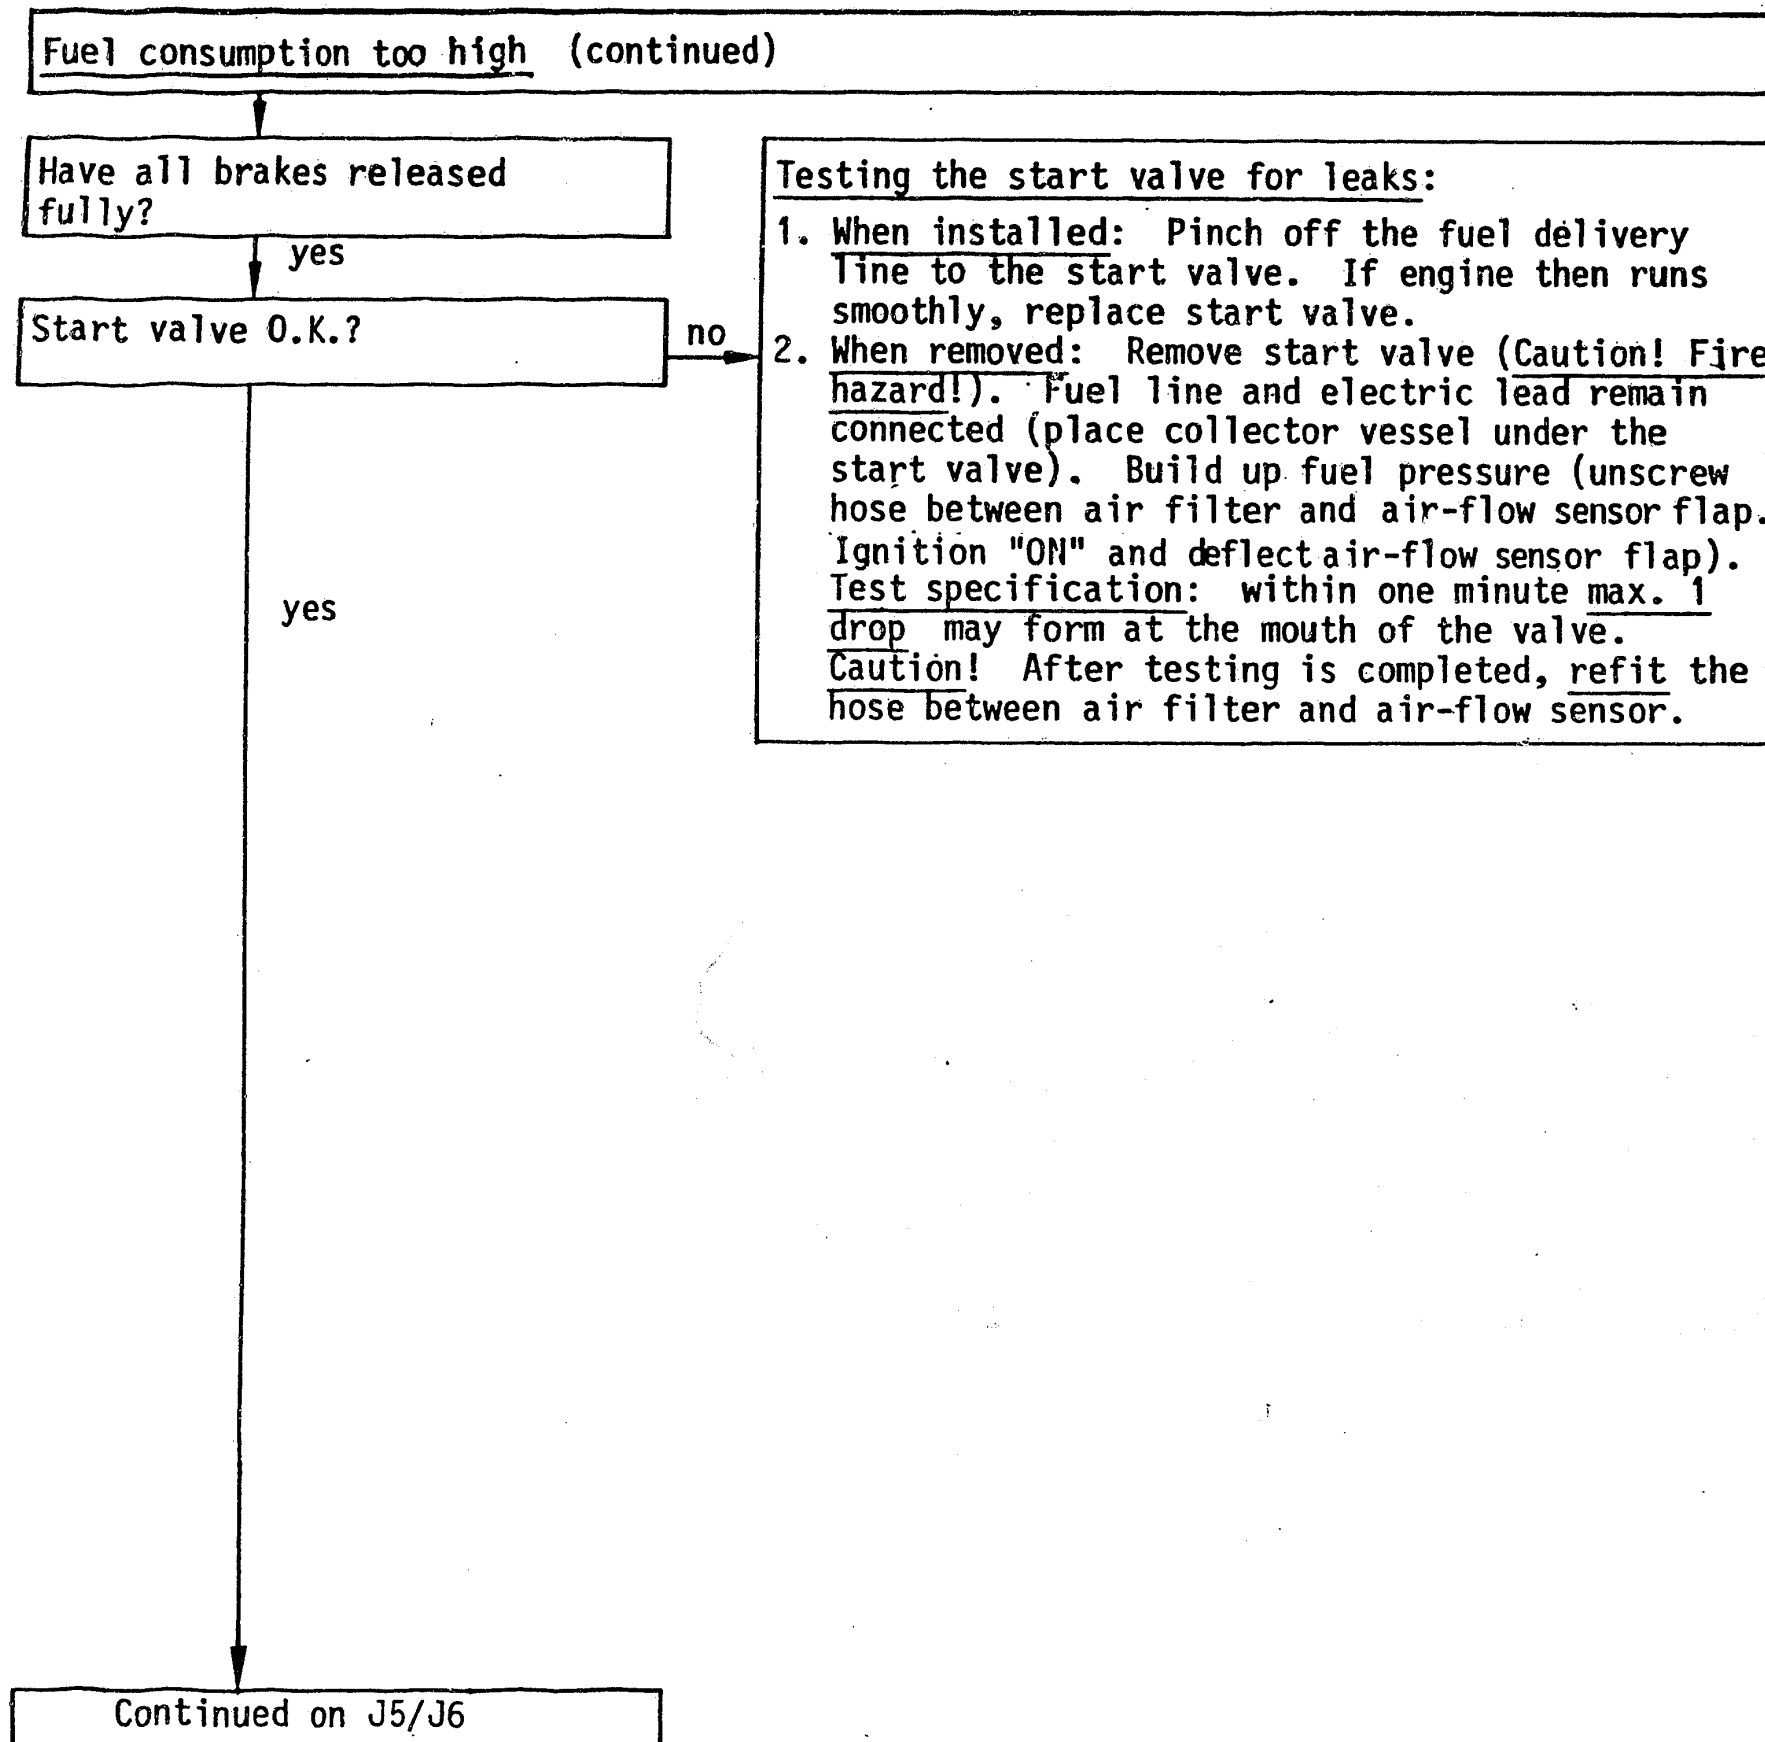 Fuel consumption too high (continued)
Have all brakes released
fully?
yes
Start valve O.K.?
no
yes
Testing the start valve for leaks:
1. When installed: Pinch off the fuel delivery
line to the start valve. If engine then runs
smoothly, replace start valve.
2. When removed: Remove start valve (Caution! Fire
hazard!). Fuel line and electric lead remain
connected (place collector vessel under the
start valve). Build up fuel pressure (unscrew
hose between air filter and air-flow sensor flap.
Ignition "ON" and deflect air-flow sensor flap).
Test specification: within one minute max. 1
drop may form at the mouth of the valve.
Caution! After testing is completed, refit the
hose between air filter and air-flow sensor.
Continued on J5/J6